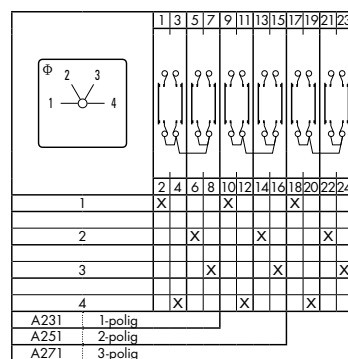 1 3 5 7 9 11 13 15 17 19 21 23
Φ 2 3
1 4
2 4 6 8 10 12 14 16 18 20 22 24
1 X X X
2 X X X
3 X X X
4 X X X
A231 1-polig
A251 2-polig
A271 3-polig